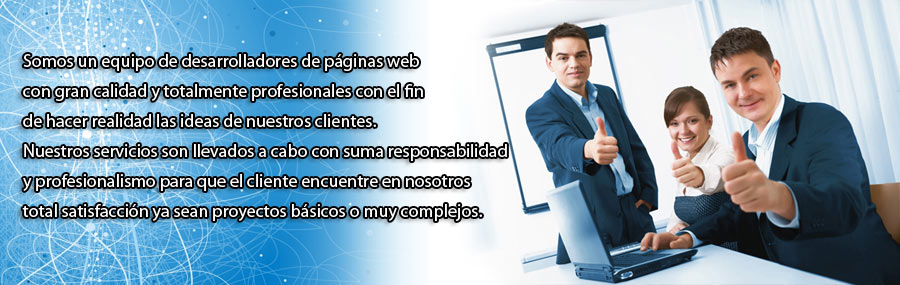 Somos un equipo de desarrolladores de páginas web
con gran calidad y totalmente profesionales con el fin
de hacer realidad las ideas de nuestros clientes.
Nuestros servicios son llevados a cabo con suma responsabilidad
y profesionalismo para que el cliente encuentre en nosotros
total satisfacción ya sean proyectos básicos o muy complejos.